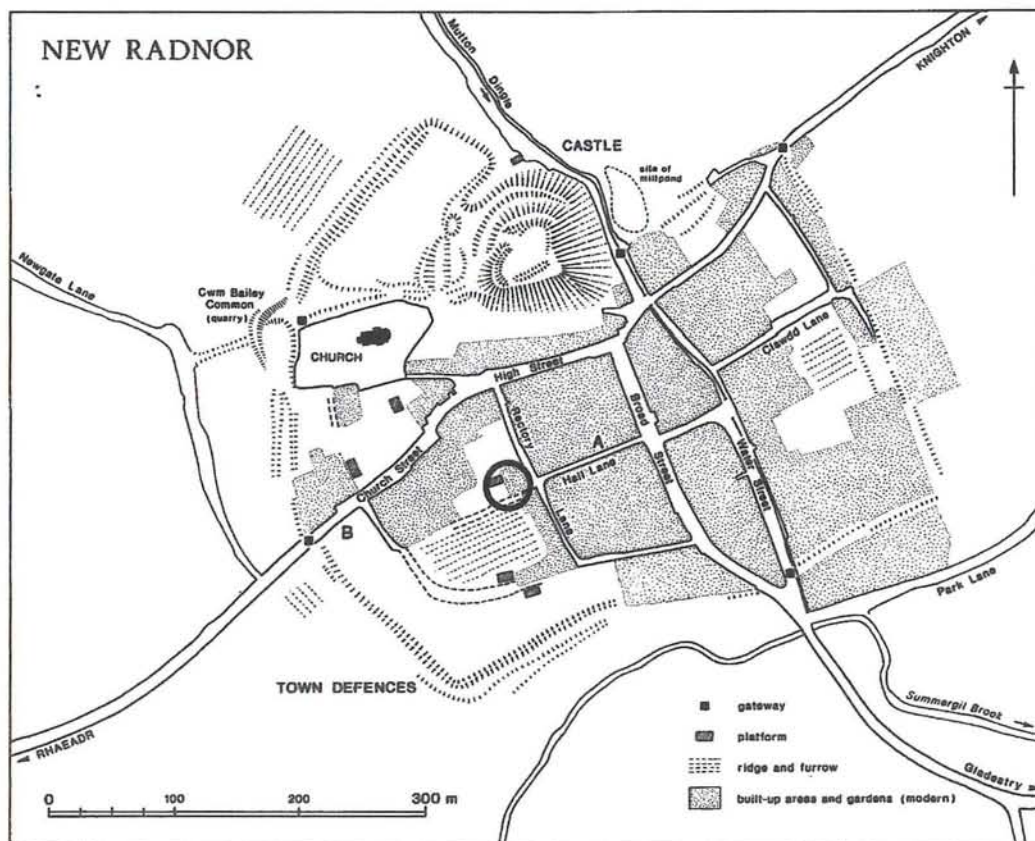 NEW RADNOR
Mutton
Dingle
KNIGHTON
CASTLE
site of
millpond
Newgate Lane
Cwm Bailey
Common
(quarry)
CHURCH
High Street
Clawdd Lane
Rectory
Lane
Broad
Street
A
Hall Lane
Water
Street
Church Street
B
Park Lane
TOWN DEFENCES
Summergil Brook
Gladestry
RHAEADR
gateway
platform
ridge and furrow
built-up areas and gardens (modern)
0 100 200 300 m